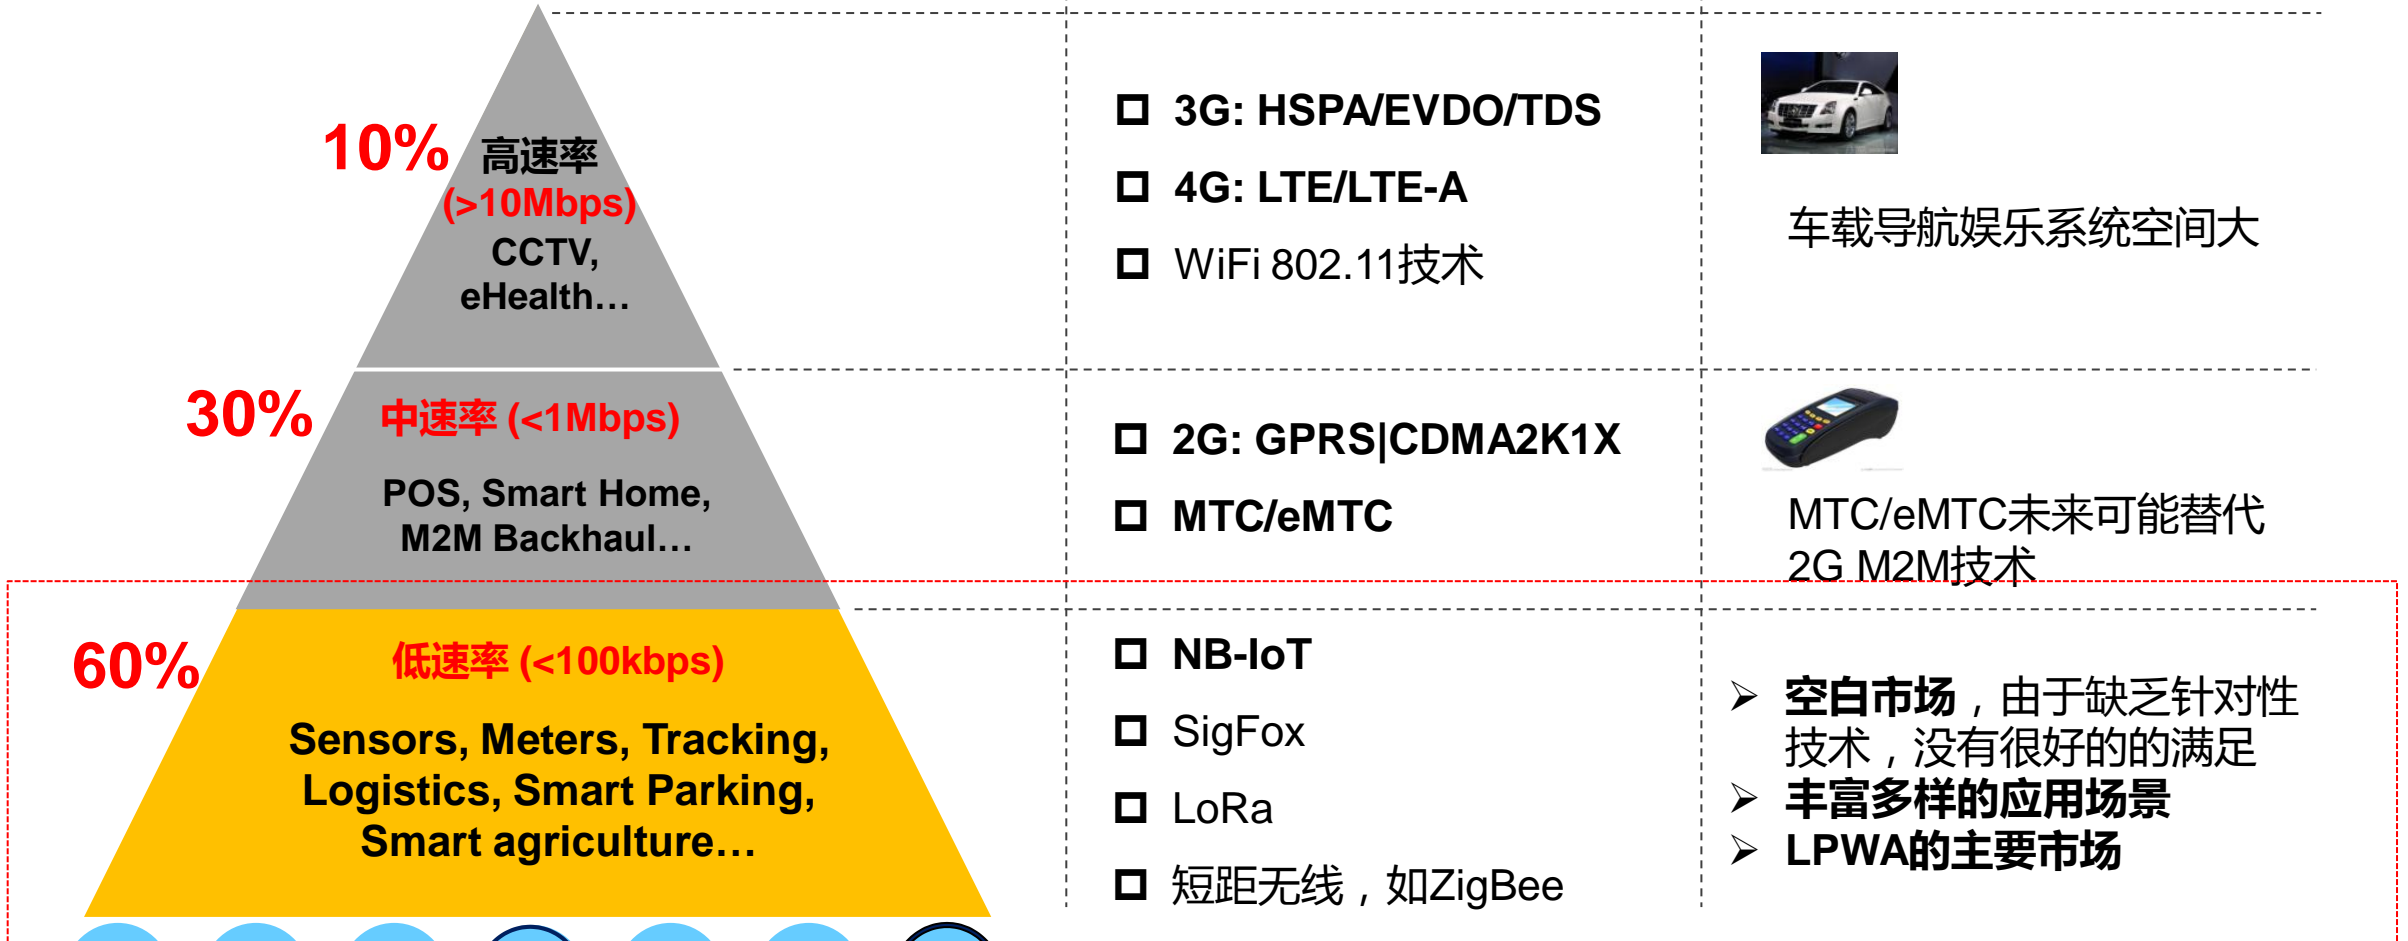 10%
高速率
(>10Mbps)
CCTV,
eHealth…
3G: HSPA/EVDO/TDS
4G: LTE/LTE-A
WiFi 802.11技术
车载导航娱乐系统空间大
30%
中速率 (<1Mbps)
POS, Smart Home,
M2M Backhaul…
2G: GPRS|CDMA2K1X
MTC/eMTC
MTC/eMTC未来可能替代
2G M2M技术
60%
低速率 (<100kbps)
Sensors, Meters, Tracking,
Logistics, Smart Parking,
Smart agriculture…
NB-IoT
SigFox
LoRa
短距无线，如ZigBee
空白市场，由于缺乏针对性
技术，没有很好的的满足
丰富多样的应用场景
LPWA的主要市场